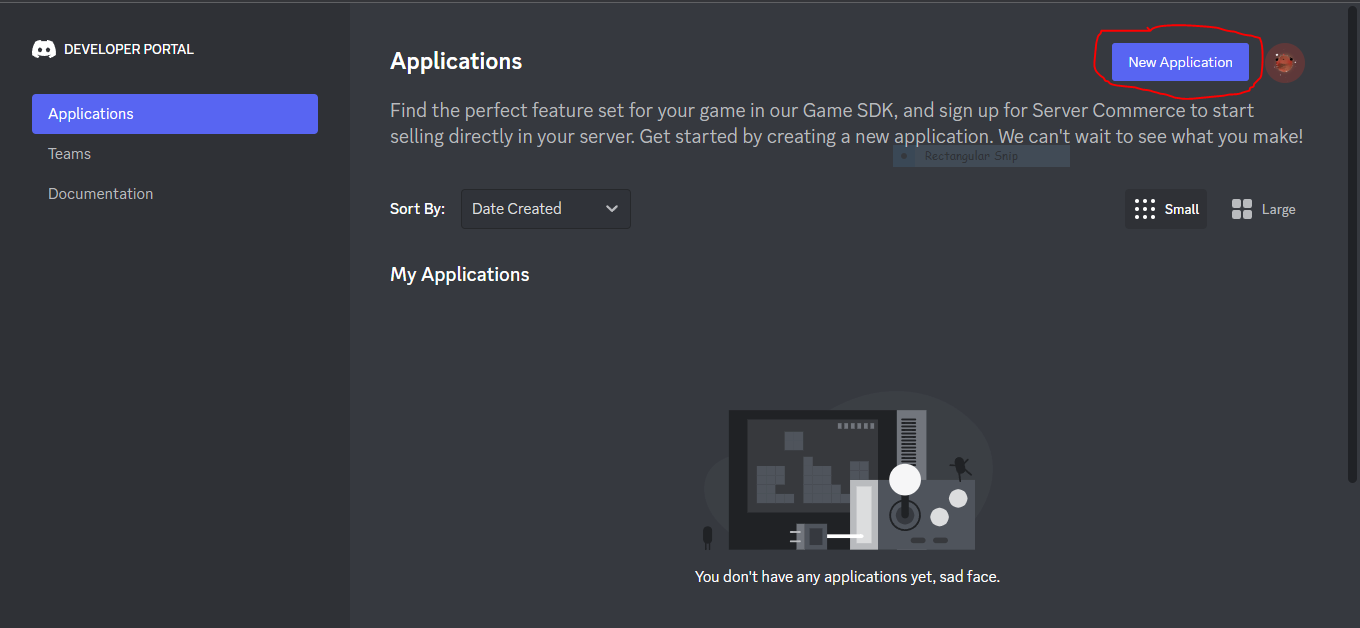 DEVELOPER PORTAL
Applications
Teams
Documentation
Applications
New Application
Find the perfect feature set for your game in our Game SDK, and sign up for Server Commerce to start
selling directly in your server. Get started by creating a new application. We can't wait to see what you make!
Rectangular Snip
Sort By:
Date Created
Small
Large
My Applications
You don't have any applications yet, sad face.